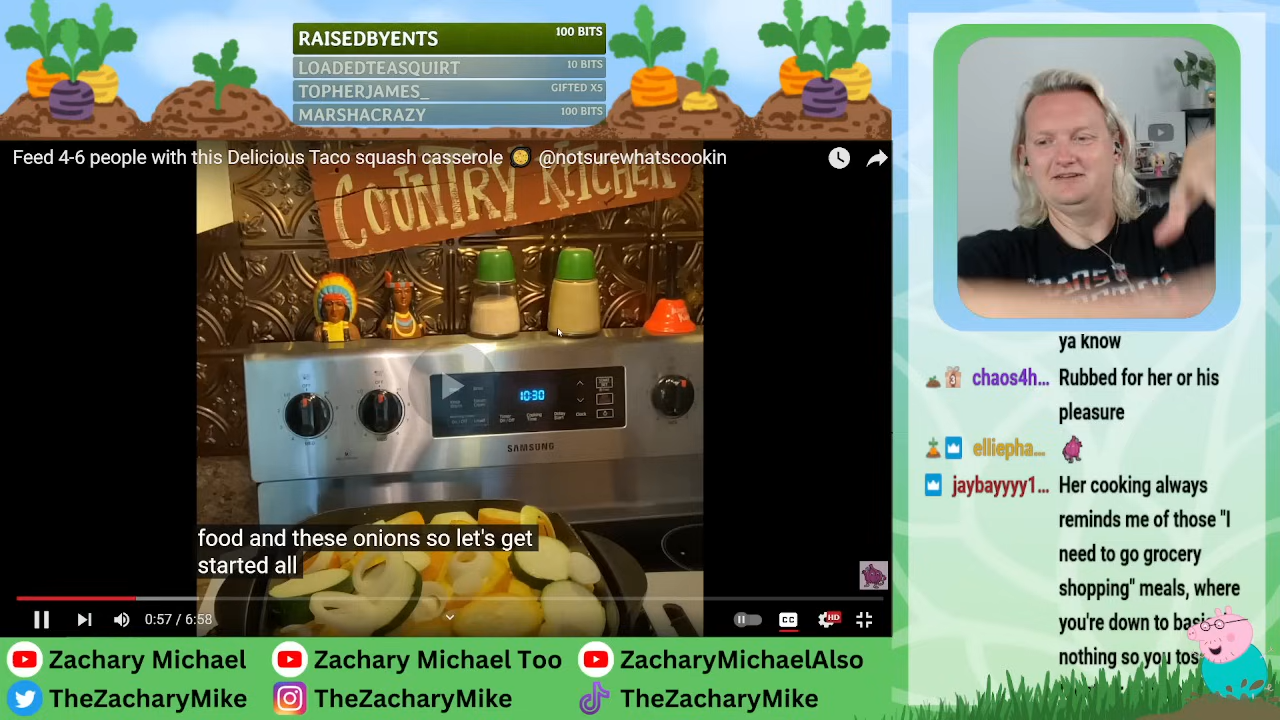 RAISEDBYENTS 100 BITS
LOADEDTEASQUIRT 10 BITS
TOPHERJAMES_ GIFTED X5
MARSHACRAZY 100 BITS
Feed 4-6 people with this Delicious Taco squash casserole 🥘 @notsurewhatscookin
COUNTRY KITCHEN
10:30
SAMSUNG
food and these onions so let's get
started all
0:57 / 6:58
CC
HD
ya know
chaos4h... Rubbed for her or his
pleasure
elliepha...
jaybayyyy1... Her cooking always
reminds me of those "I
need to go grocery
shopping" meals, where
you're down to
nothing so you
Zachary Michael
Zachary Michael Too
ZacharyMichaelAlso
TheZacharyMike
TheZacharyMike
TheZacharyMike